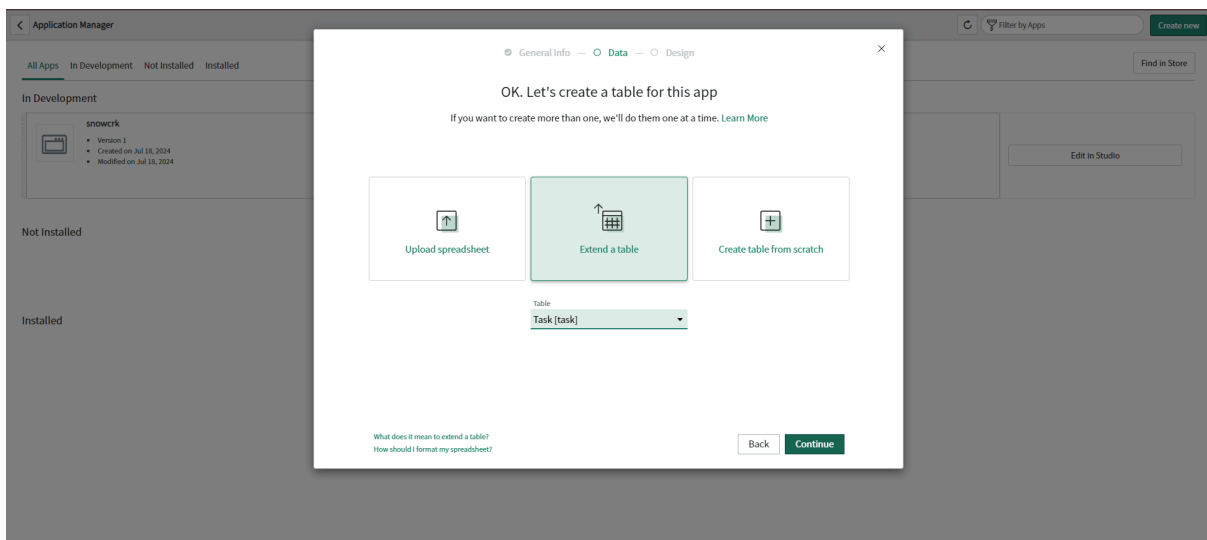 Application Manager
Filter by Apps
Create new
All Apps In Development Not Installed Installed
Find in Store
In Development
snowcrk
Version 1
Created on Jul 18, 2024
Modified on Jul 18, 2024
Edit in Studio
Not Installed
Installed
General Info — Data — Design
OK. Let's create a table for this app
If you want to create more than one, we'll do them one at a time. Learn More
Upload spreadsheet
Extend a table
Create table from scratch
Table
Task [task]
What does it mean to extend a table?
How should I format my spreadsheet?
Back
Continue